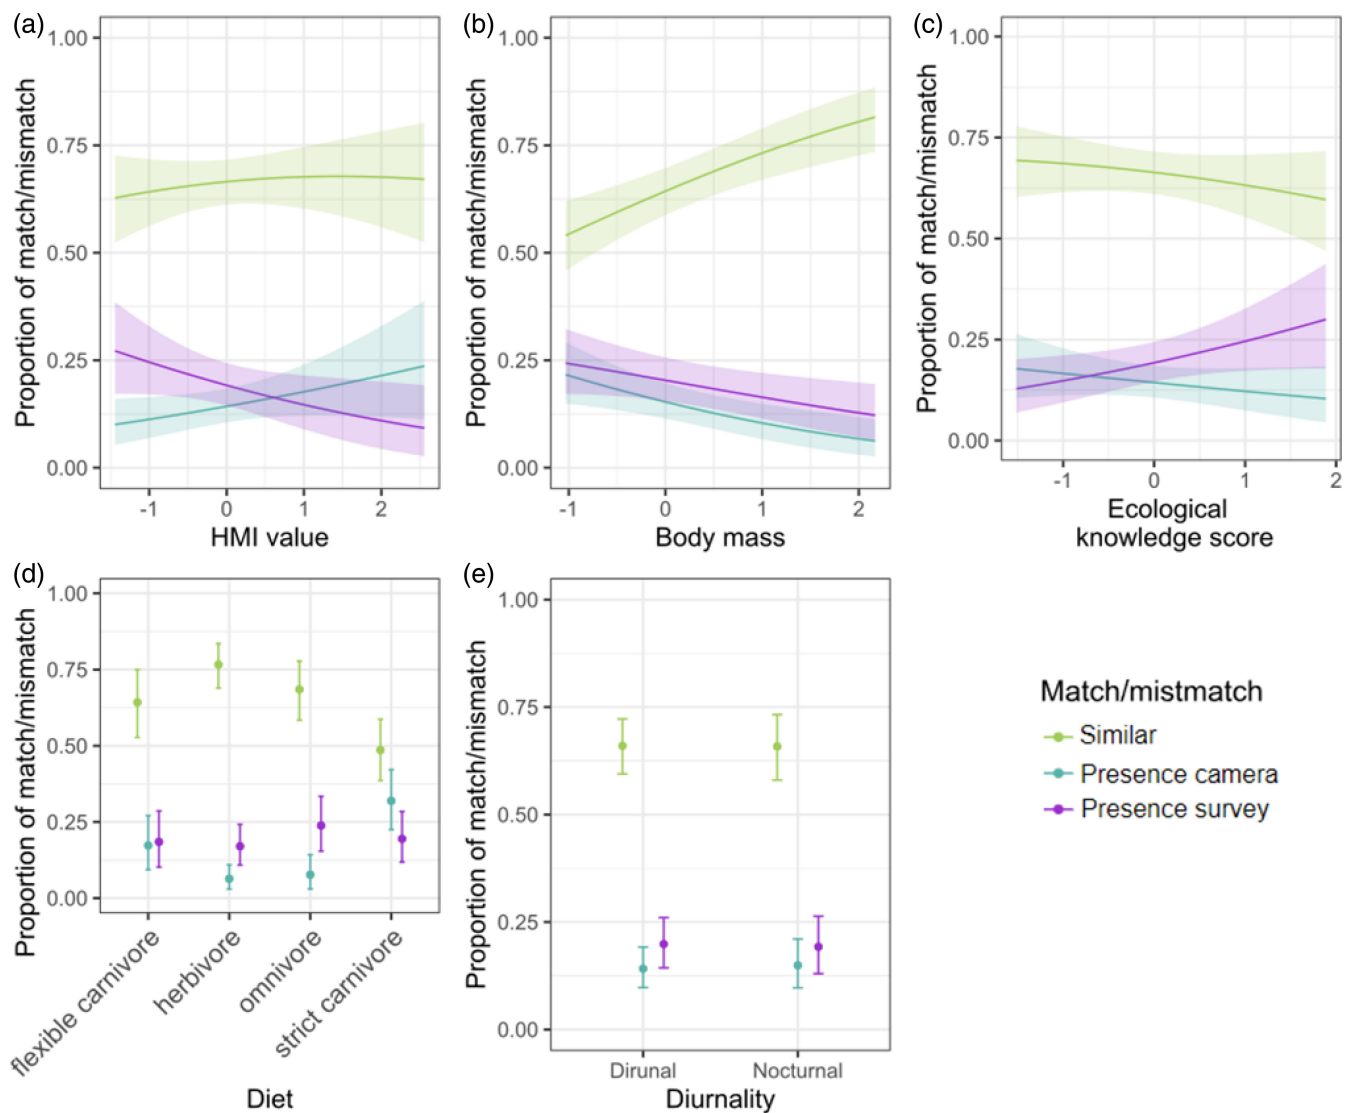 (a)
Proportion of match/mismatch
1.00
0.75
0.50
0.25
0.00
-1
0
1
2
HMI value
(b)
Proportion of match/mismatch
1.00
0.75
0.50
0.25
0.00
-1
0
1
2
Body mass
(c)
Proportion of match/mismatch
1.00
0.75
0.50
0.25
0.00
-1
0
1
2
Ecological
knowledge score
(d)
Proportion of match/mismatch
1.00
0.75
0.50
0.25
0.00
flexible carnivore
herbivore
omnivore
strict carnivore
Diet
(e)
Proportion of match/mismatch
1.00
0.75
0.50
0.25
0.00
Dirunal
Nocturnal
Diurnality
Match/mistmatch
Similar
Presence camera
Presence survey